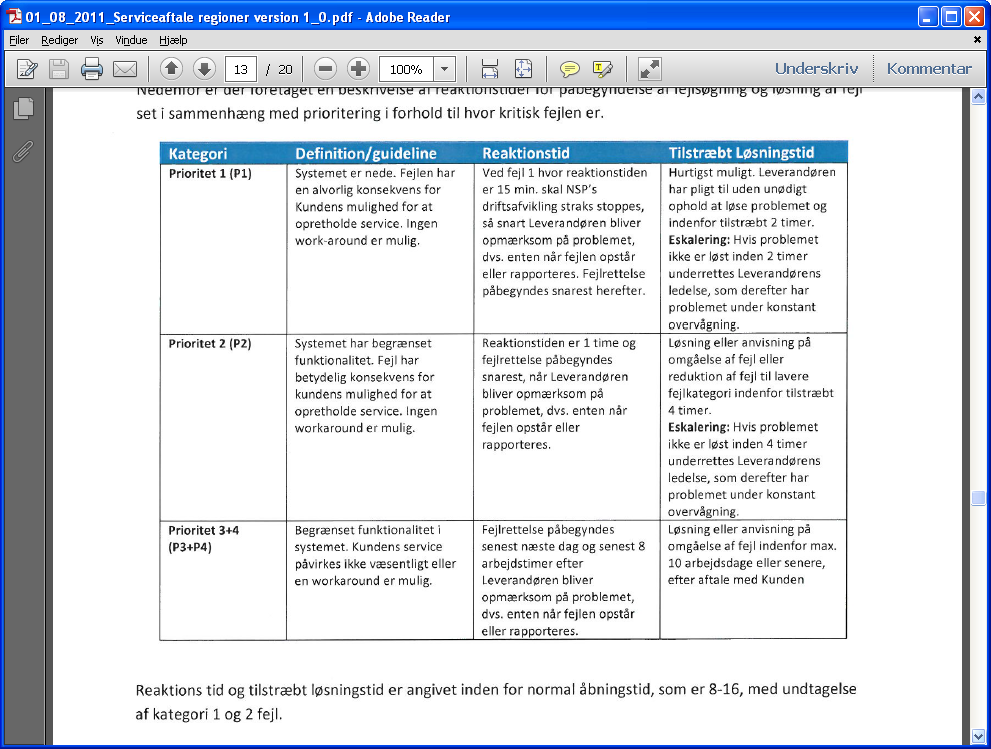 01_08_2011_Serviceaftale regioner version 1_0.pdf - Adobe Reader
Filer Rediger Vis Vindue Hjælp
13 / 20 100% Underskriv Kommentar
Nedenfor er der foretaget en beskrivelse af reaktionstider for påbegyndelse af fejlsøgning og løsning af fejl
set i sammenhæng med prioritering i forhold til hvor kritisk fejlen er.
Kategori Definition/guideline Reaktionstid Tilstræbt Løsningstid
Prioritet 1 (P1)
Systemet er nede. Fejlen har
en alvorlig konsekvens for
Kundens mulighed for at
opretholde service. Ingen
work-around er mulig.
Ved fejl 1 hvor reaktionstiden
er 15 min. skal NSP's
driftsafvikling straks stoppes,
så snart Leverandøren bliver
opmærksom på problemet,
dvs. enten når fejlen opstår
eller rapporteres. Fejlrettelse
påbegyndes snarest herefter.
Hurtigst muligt. Leverandøren
har pligt til uden unødigt
ophold at løse problemet og
indenfor tilstræbt 2 timer.
Eskalering: Hvis problemet
ikke er løst inden 2 timer
underrettes Leverandørens
ledelse, som derefter har
problemet under konstant
overvågning.
Prioritet 2 (P2)
Systemet har begrænset
funktionalitet. Fejl har
betydelig konsekvens for
kundens mulighed for at
opretholde service. Ingen
workaround er mulig.
Reaktionstiden er 1 time og
fejlrettelse påbegyndes
snarest, når Leverandøren
bliver opmærksom på
problemet, dvs. enten når
fejlen opstår eller
rapporteres.
Løsning eller anvisning på
omgåelse af fejl eller
reduktion af fejl til lavere
fejlkategori indenfor tilstræbt
4 timer.
Eskalering: Hvis problemet
ikke er løst inden 4 timer
underrettes Leverandørens
ledelse, som derefter har
problemet under konstant
overvågning.
Prioritet 3+4
(P3+P4)
Begrænset funktionalitet i
systemet. Kundens service
påvirkes ikke væsentligt eller
en workaround er mulig.
Fejlrettelse påbegyndes
senest næste dag og senest 8
arbejdstimer efter
Leverandøren bliver
opmærksom på problemet,
dvs. enten når fejlen opstår
eller rapporteres.
Løsning eller anvisning på
omgåelse af fejl indenfor max.
10 arbejdsdage eller senere,
efter aftale med Kunden
Reaktions tid og tilstræbt løsningstid er angivet inden for normal åbningstid, som er 8-16, med undtagelse
af kategori 1 og 2 fejl.